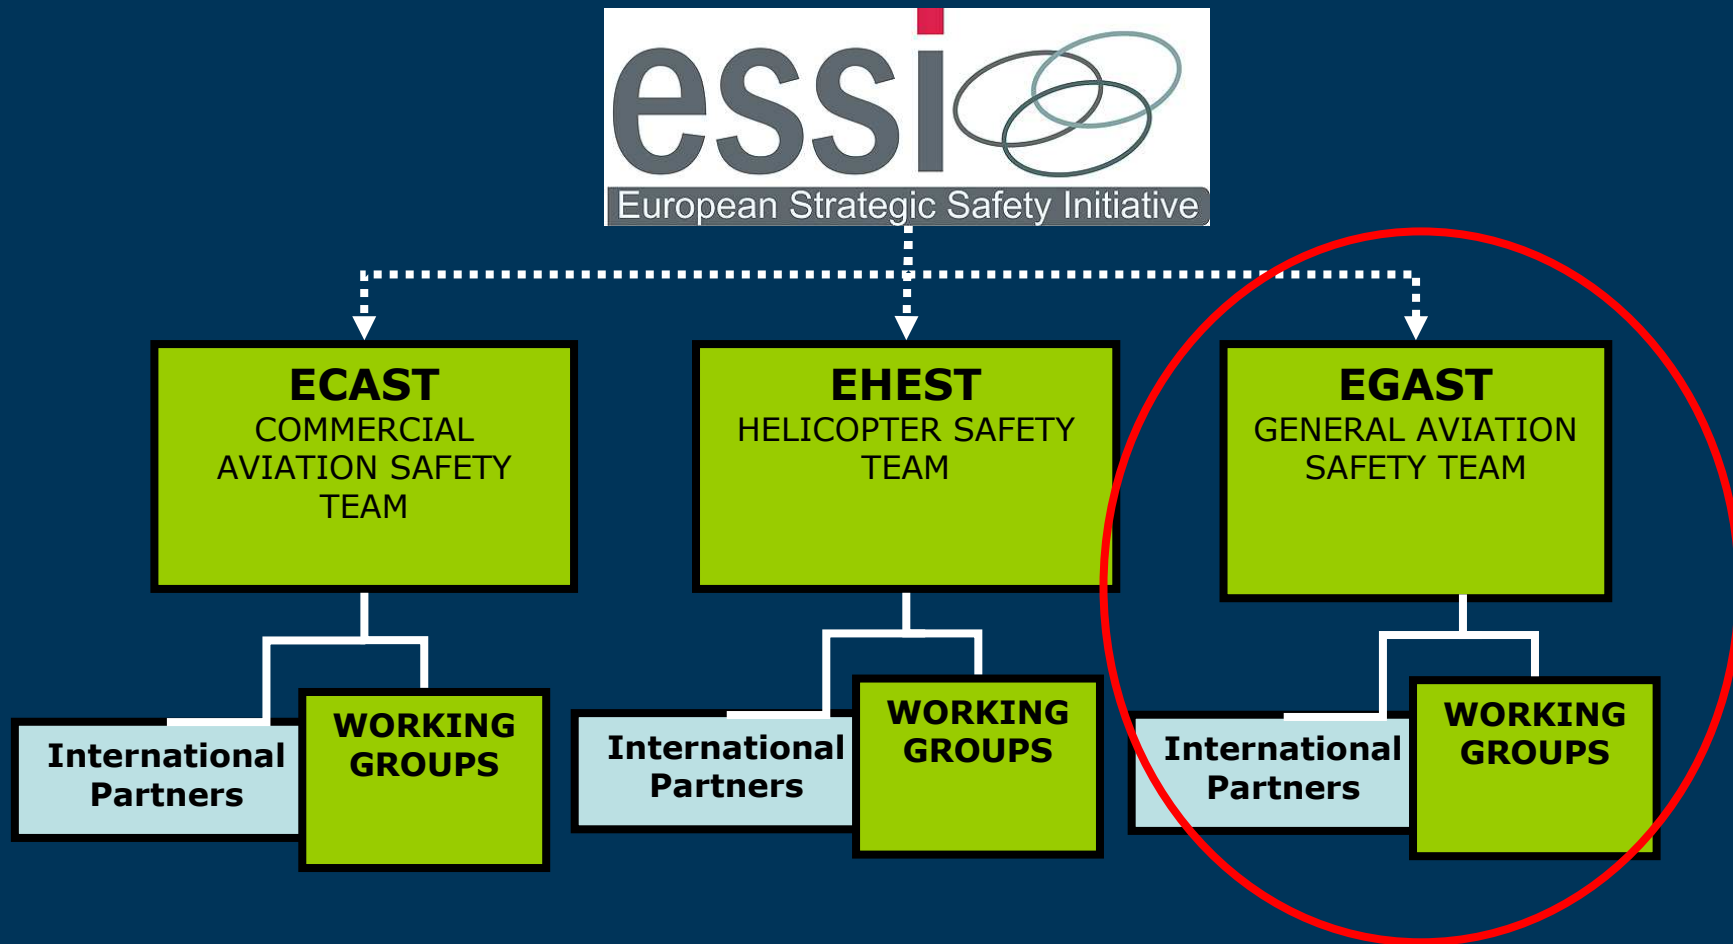 essi
European Strategic Safety Initiative
ECAST
COMMERCIAL
AVIATION SAFETY
TEAM
EHEST
HELICOPTER SAFETY
TEAM
EGAST
GENERAL AVIATION
SAFETY TEAM
International
Partners
WORKING
GROUPS
International
Partners
WORKING
GROUPS
International
Partners
WORKING
GROUPS